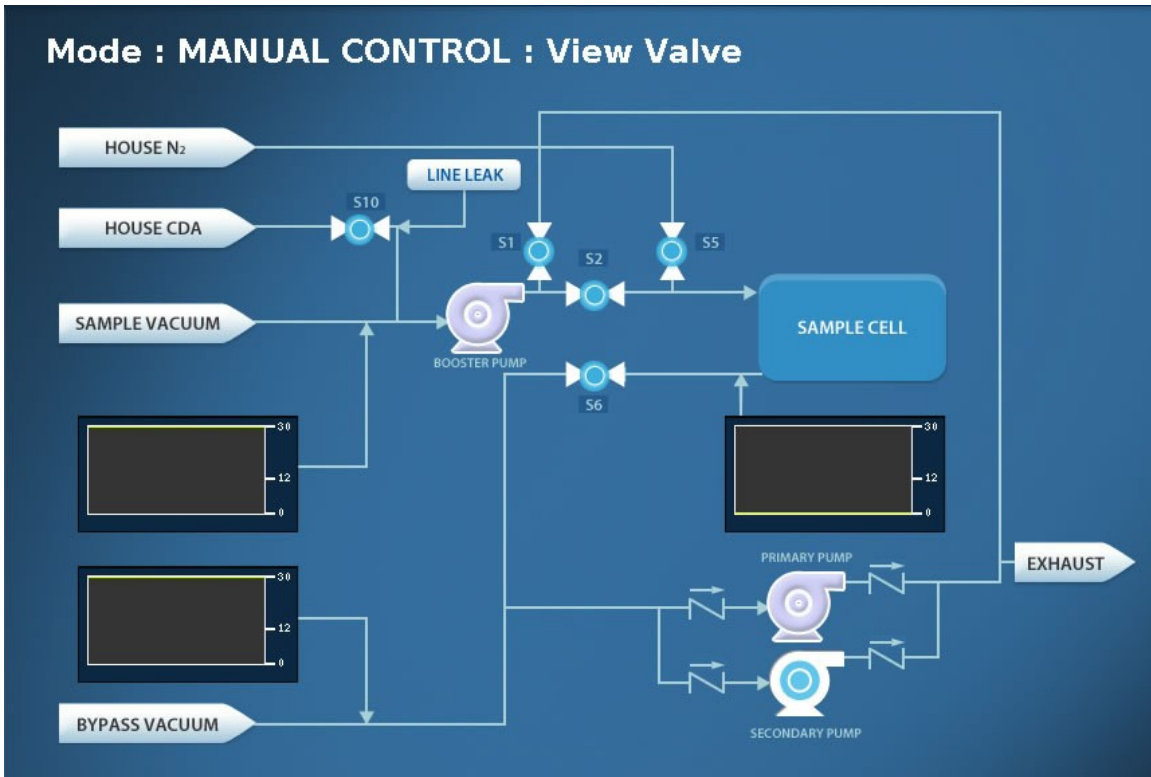 Mode : MANUAL CONTROL : View Valve
HOUSE N₂
LINE LEAK
S10
HOUSE CDA
S1
S2
S5
SAMPLE VACUUM
SAMPLE CELL
BOOSTER PUMP
S6
30
12
0
30
12
0
PRIMARY PUMP
EXHAUST
30
12
0
BYPASS VACUUM
SECONDARY PUMP